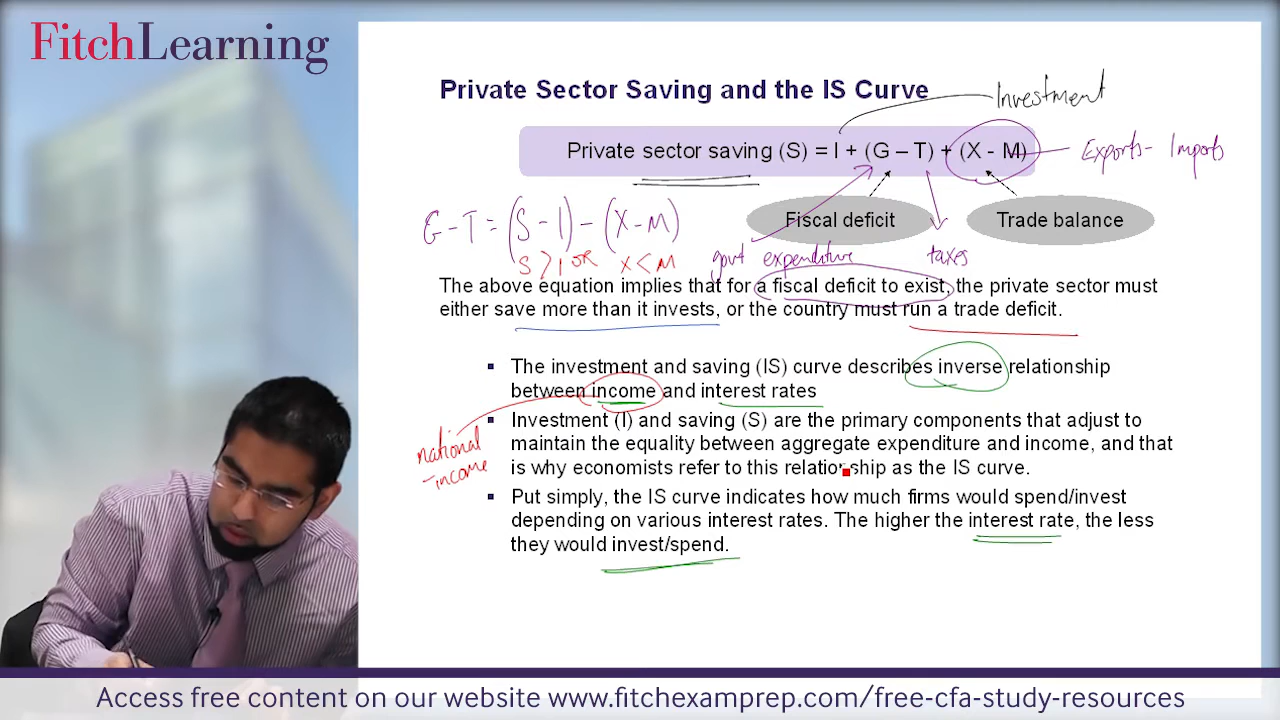 FitchLearning
Private Sector Saving and the IS Curve
Investment
Private sector saving (S) = I + (G – T) + (X - M)
Exports - Imports
G - T = (S - I) - (X - M)
Fiscal deficit
Trade balance
S > I or X < M
govt expenditure
taxes
The above equation implies that for a fiscal deficit to exist, the private sector must
either save more than it invests, or the country must run a trade deficit.
▪ The investment and saving (IS) curve describes inverse relationship
between income and interest rates
▪ Investment (I) and saving (S) are the primary components that adjust to
maintain the equality between aggregate expenditure and income, and that
is why economists refer to this relationship as the IS curve.
national
income
▪ Put simply, the IS curve indicates how much firms would spend/invest
depending on various interest rates. The higher the interest rate, the less
they would invest/spend.
Access free content on our website www.fitchexamprep.com/free-cfa-study-resources